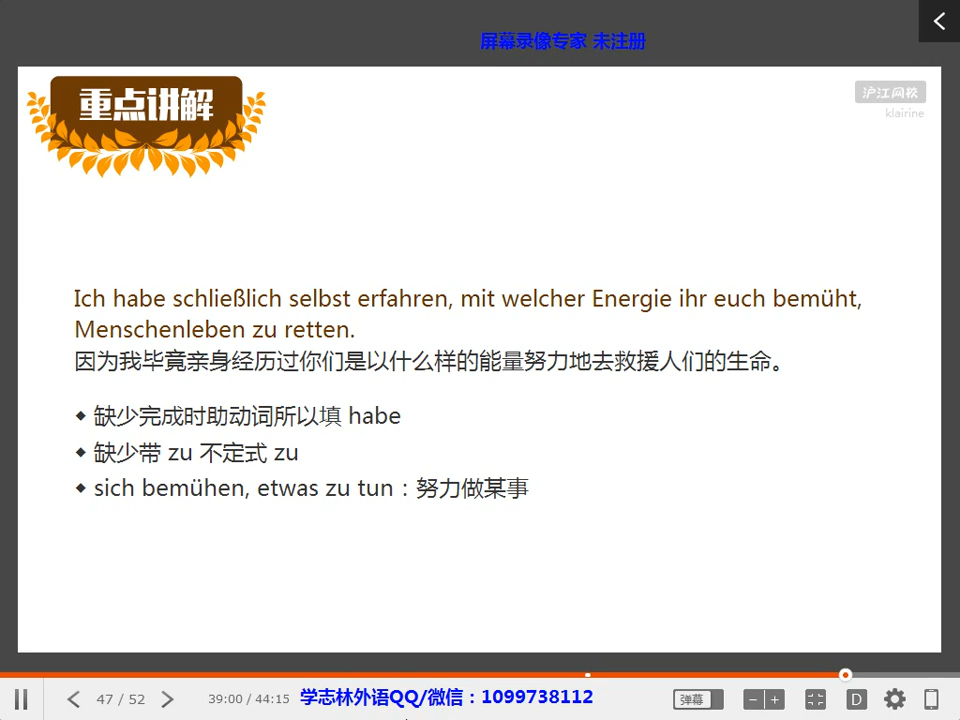 屏幕录像专家 未注册
重点讲解
沪江网校
klairine
Ich habe schließlich selbst erfahren, mit welcher Energie ihr euch bemüht,
Menschenleben zu retten.
因为我毕竟亲身经历过你们是以什么样的能量努力地去救援人们的生命。
◆ 缺少完成时助动词所以填 habe
◆ 缺少带 zu 不定式 zu
◆ sich bemühen, etwas zu tun：努力做某事
47 / 52 39:00 / 44:15 学志林外语QQ/微信：1099738112 弹幕 D